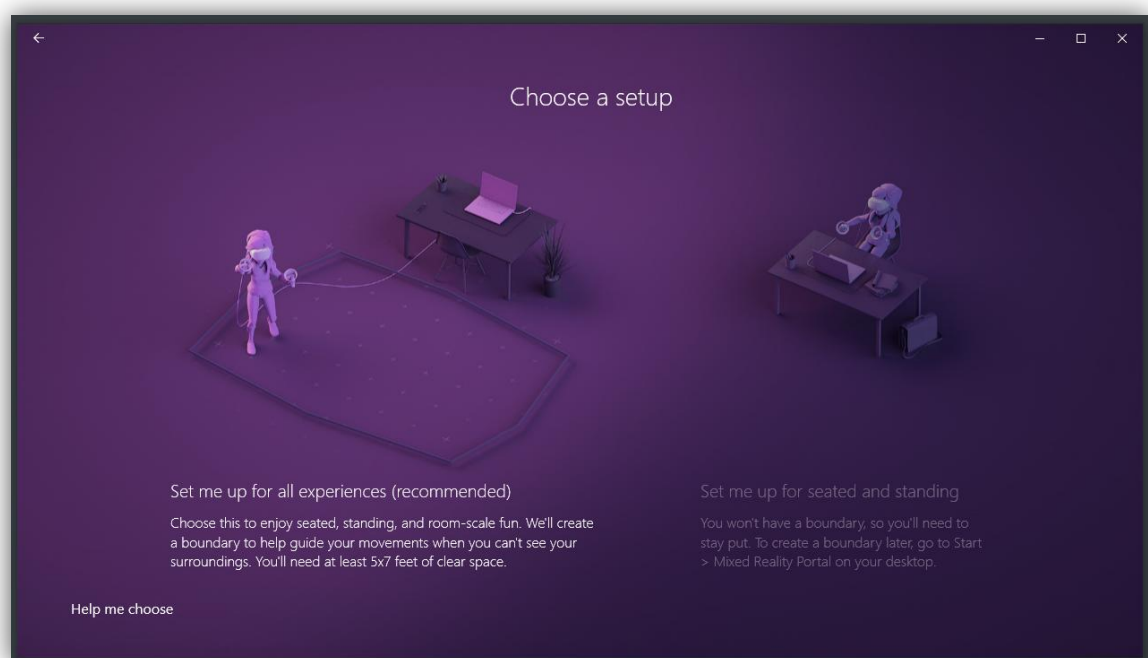 Choose a setup
Set me up for all experiences (recommended)
Choose this to enjoy seated, standing, and room-scale fun. We'll create
a boundary to help guide your movements when you can't see your
surroundings. You'll need at least 5x7 feet of clear space.
Set me up for seated and standing
You won't have a boundary, so you'll need to
stay put. To create a boundary later, go to Start
> Mixed Reality Portal on your desktop.
Help me choose